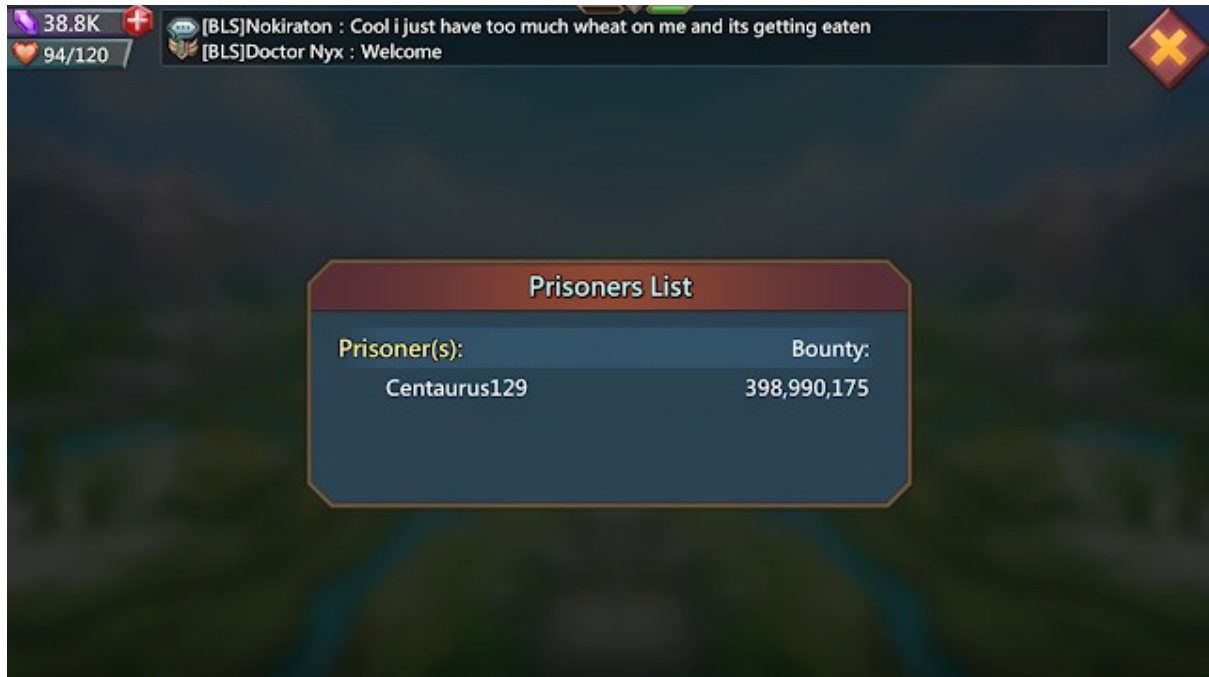 38.8K
[BLS]Nokiraton : Cool i just have too much wheat on me and its getting eaten
94/120
[BLS]Doctor Nyx : Welcome
Prisoners List
Prisoner(s): Bounty:
Centaurus129 398,990,175